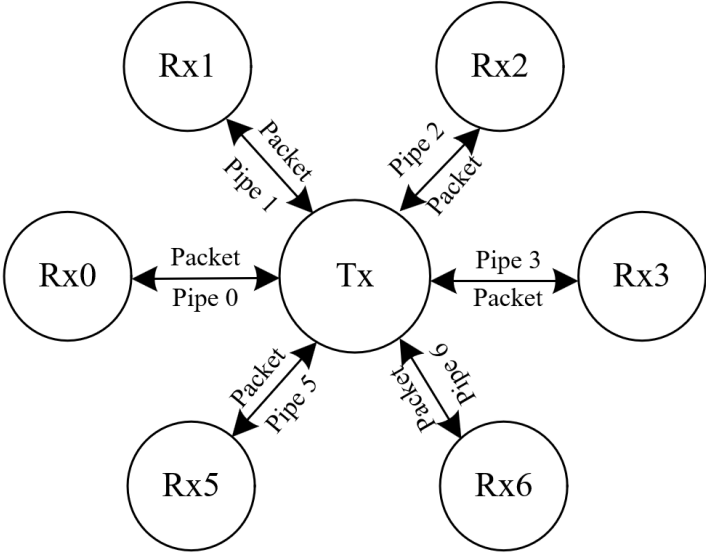 Rx1
Rx2
Packet
Pipe 1
Pipe 2
Packet
Rx0
Packet
Pipe 0
Tx
Pipe 3
Packet
Rx3
Packet
Pipe 5
Packet
Pipe 6
Rx5
Rx6